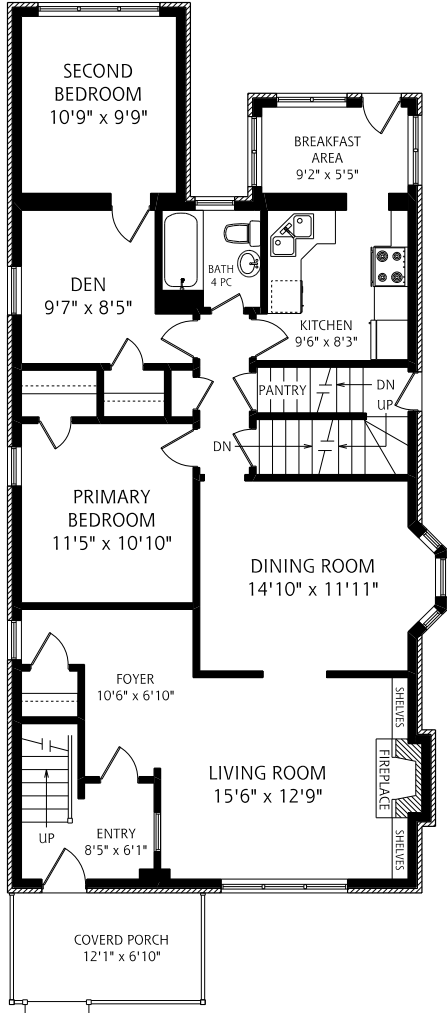 SECOND
BEDROOM
10'9" x 9'9"
BREAKFAST
AREA
9'2" x 5'5"
DEN
9'7" x 8'5"
BATH
4 PC
KITCHEN
9'6" x 8'3"
PANTRY
DN
UP
DN
PRIMARY
BEDROOM
11'5" x 10'10"
DINING ROOM
14'10" x 11'11"
FOYER
10'6" x 6'10"
SHELVES
LIVING ROOM
15'6" x 12'9"
FIREPLACE
UP
ENTRY
8'5" x 6'1"
SHELVES
COVERD PORCH
12'1" x 6'10"